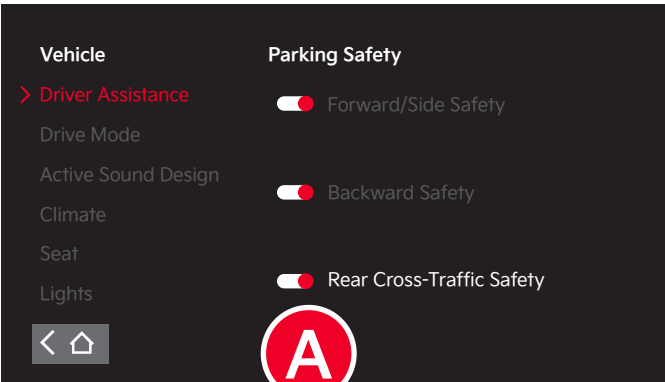 Vehicle
Driver Assistance
Drive Mode
Active Sound Design
Climate
Seat
Lights
Parking Safety
Forward/Side Safety
Backward Safety
Rear Cross-Traffic Safety
A